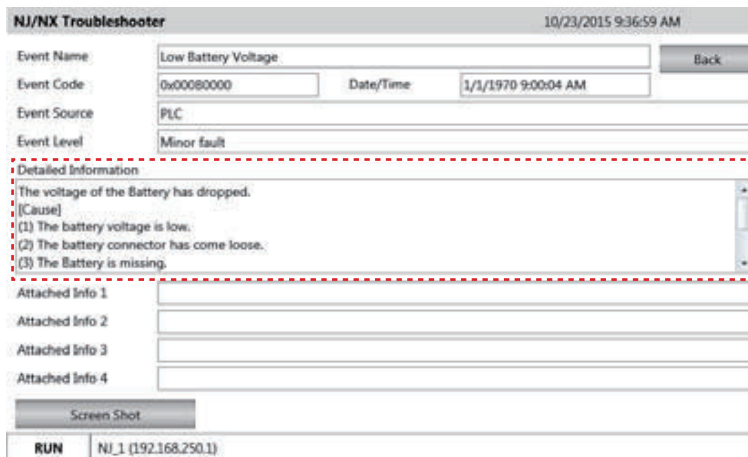 NJ/NX Troubleshooter 10/23/2015 9:36:59 AM
Event Name Low Battery Voltage Back
Event Code 0x000B0000 Date/Time 1/1/1970 9:00:04 AM
Event Source PLC
Event Level Minor fault
Detailed Information
The voltage of the Battery has dropped.
[Cause]
(1) The battery voltage is low.
(2) The battery connector has come loose.
(3) The Battery is missing.
Attached Info 1
Attached Info 2
Attached Info 3
Attached Info 4
Screen Shot
RUN NJ_1 (192.168.250.1)